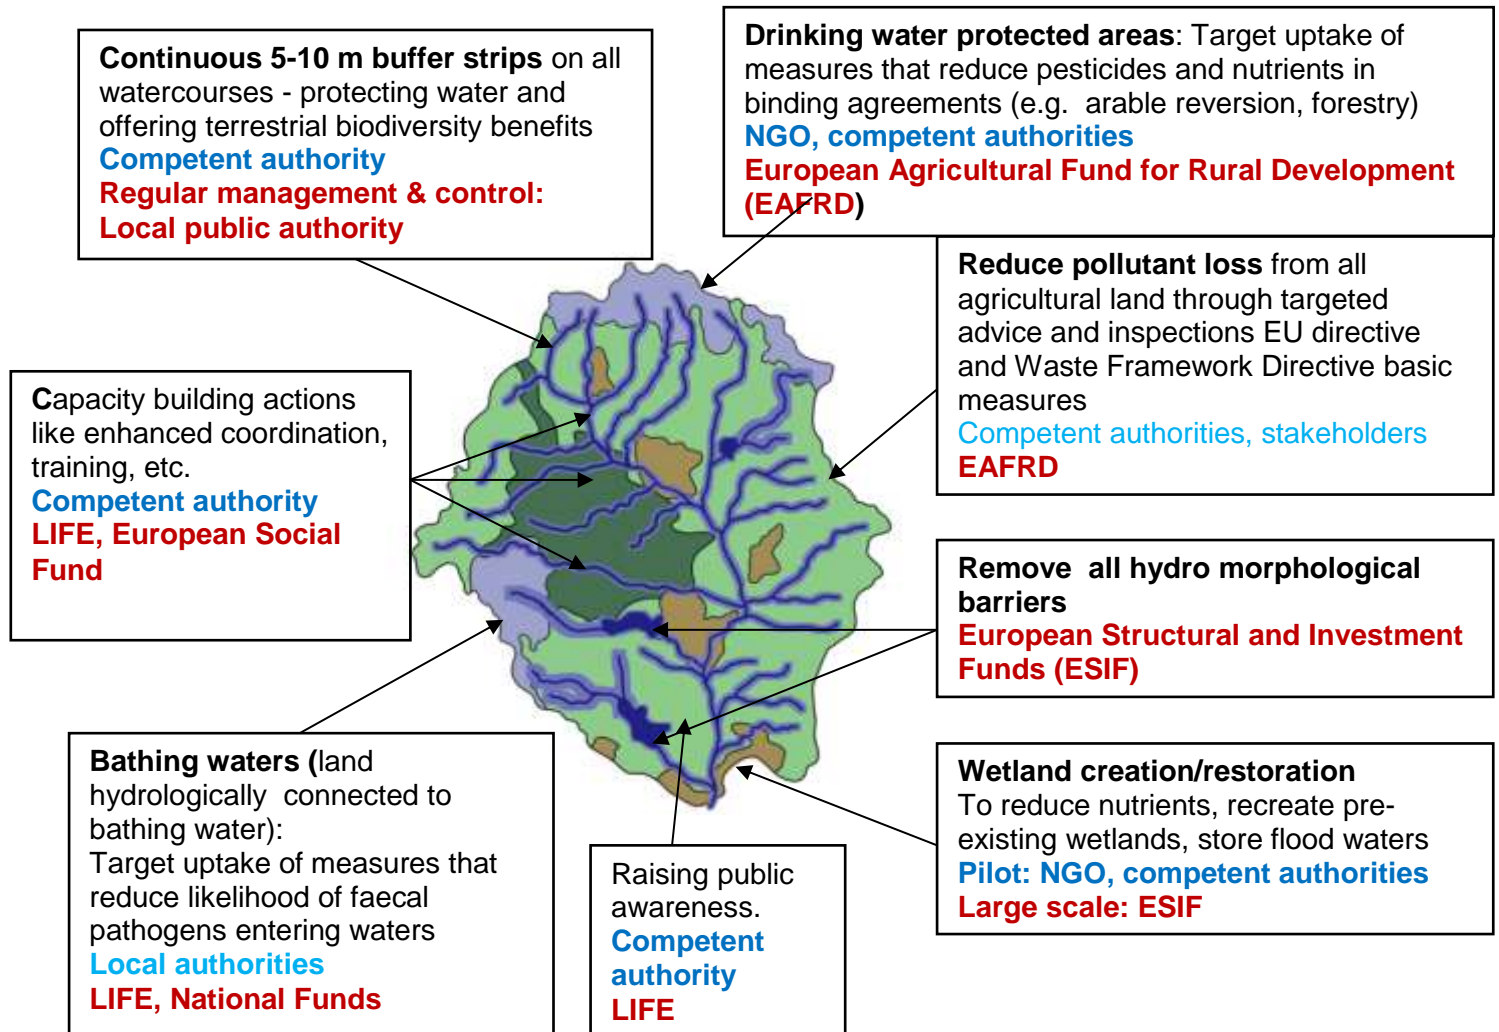 Continuous 5-10 m buffer strips on all
watercourses - protecting water and
offering terrestrial biodiversity benefits
Competent authority
Regular management & control:
Local public authority
Drinking water protected areas: Target uptake of
measures that reduce pesticides and nutrients in
binding agreements (e.g. arable reversion, forestry)
NGO, competent authorities
European Agricultural Fund for Rural Development
(EAFRD)
Reduce pollutant loss from all
agricultural land through targeted
advice and inspections EU directive
and Waste Framework Directive basic
measures
Competent authorities, stakeholders
EAFRD
Capacity building actions
like enhanced coordination,
training, etc.
Competent authority
LIFE, European Social
Fund
Remove all hydro morphological
barriers
European Structural and Investment
Funds (ESIF)
Bathing waters (land
hydrologically connected to
bathing water):
Target uptake of measures that
reduce likelihood of faecal
pathogens entering waters
Local authorities
LIFE, National Funds
Raising public
awareness.
Competent
authority
LIFE
Wetland creation/restoration
To reduce nutrients, recreate pre-
existing wetlands, store flood waters
Pilot: NGO, competent authorities
Large scale: ESIF